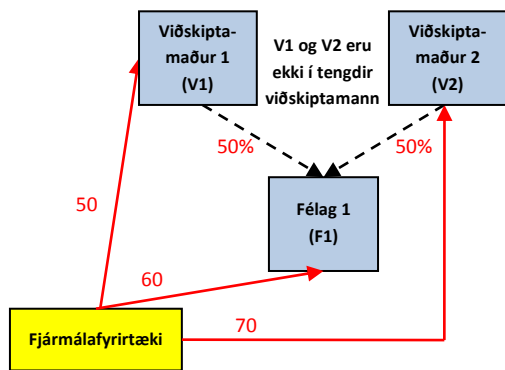 Viðskipta-
maður 1
(V1)
V1 og V2 eru
ekki í tengdir
viðskiptamann
Viðskipta-
maður 2
(V2)
50%
50%
50
Félag 1
(F1)
60
70
Fjármálafyrirtæki